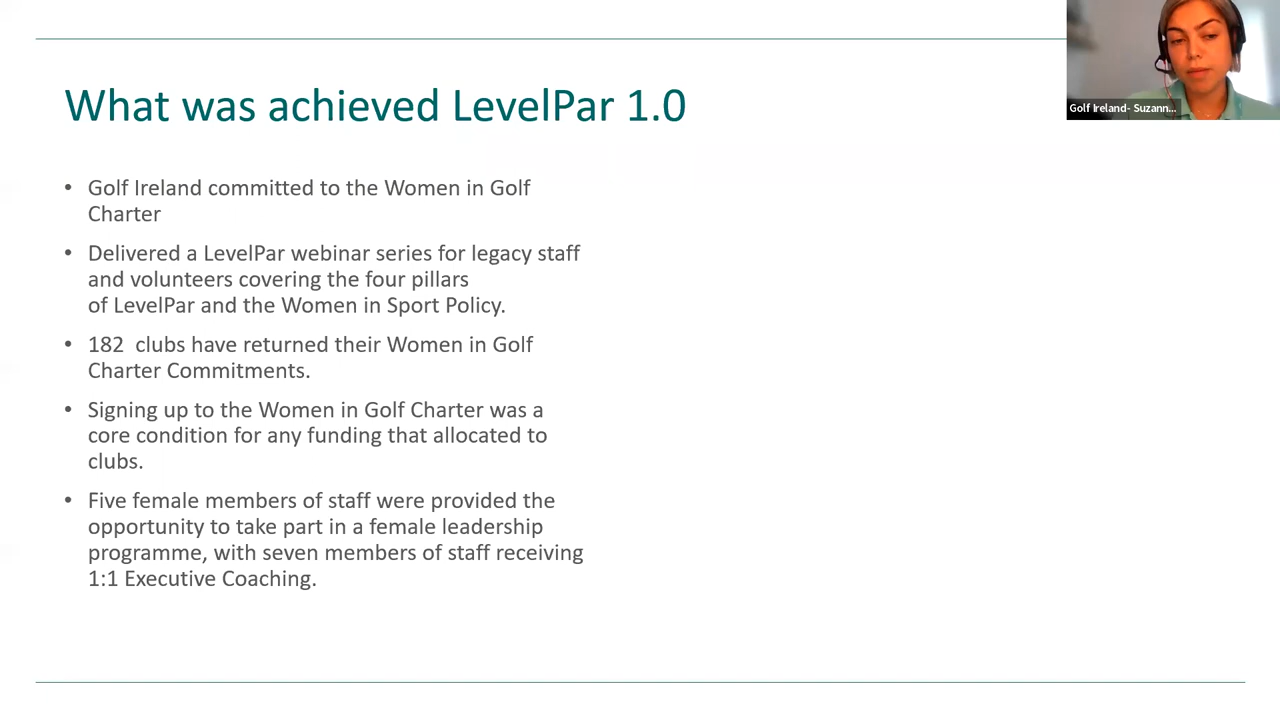 What was achieved LevelPar 1.0
Golf Ireland- Suzann...
• Golf Ireland committed to the Women in Golf
Charter
• Delivered a LevelPar webinar series for legacy staff
and volunteers covering the four pillars
of LevelPar and the Women in Sport Policy.
• 182  clubs have returned their Women in Golf
Charter Commitments.
• Signing up to the Women in Golf Charter was a
core condition for any funding that allocated to
clubs.
• Five female members of staff were provided the
opportunity to take part in a female leadership
programme, with seven members of staff receiving
1:1 Executive Coaching.